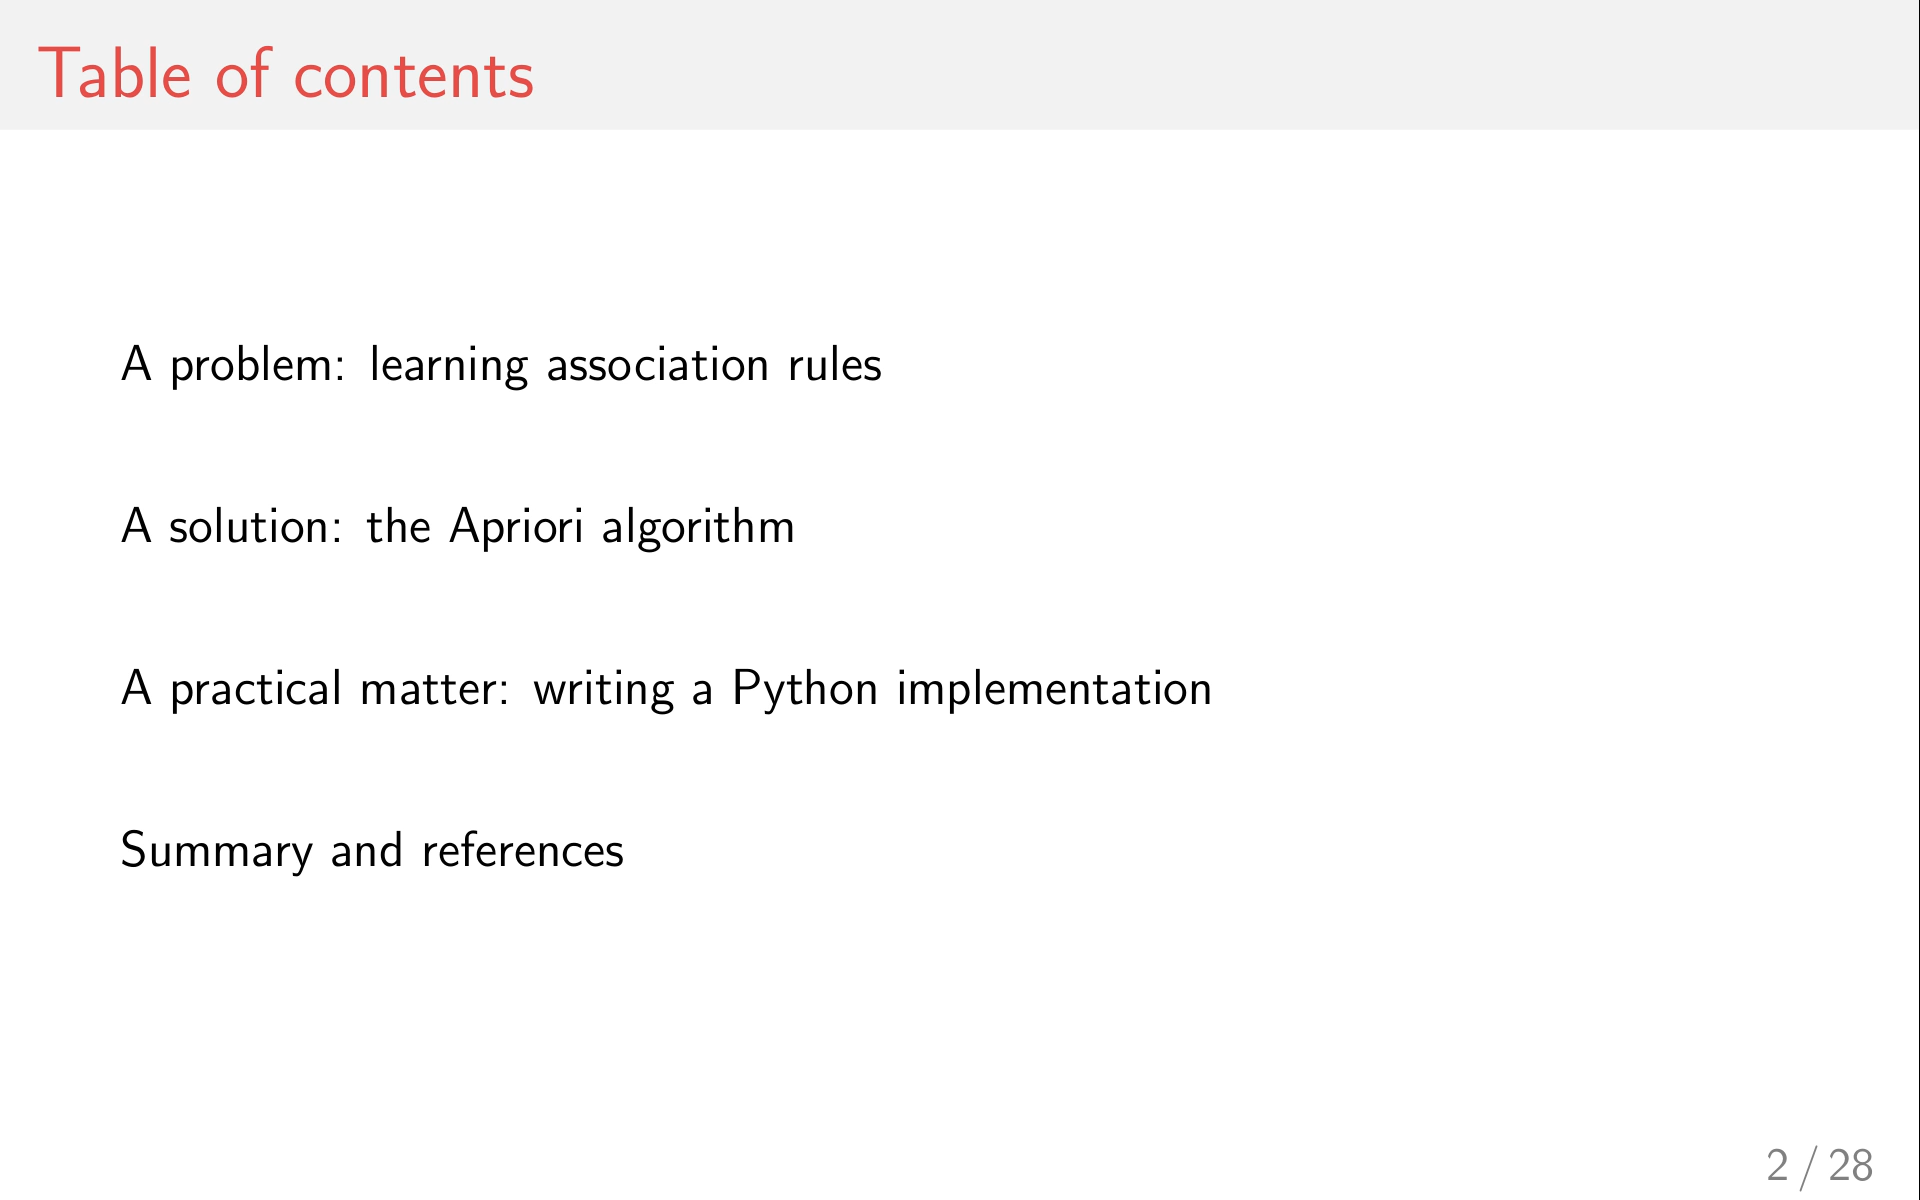 Table of contents
A problem: learning association rules
A solution: the Apriori algorithm
A practical matter: writing a Python implementation
Summary and references
2 / 28